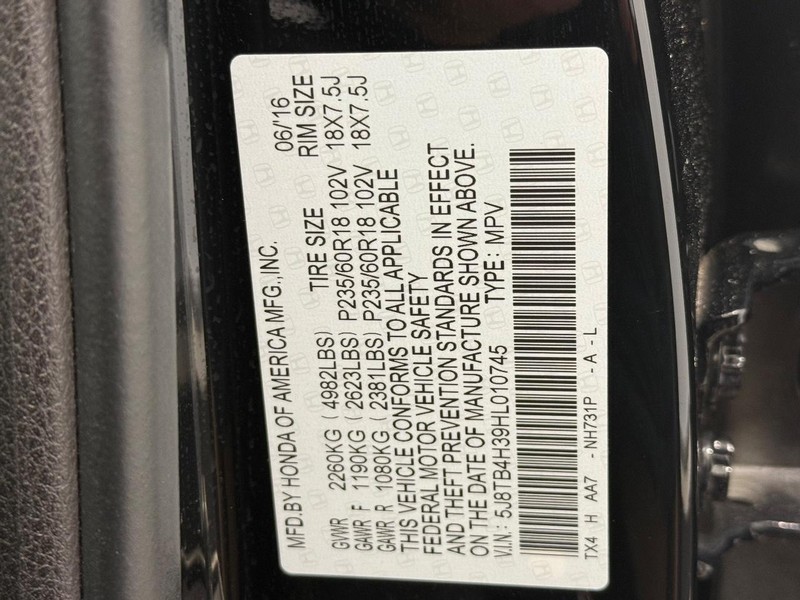 MFD.BY HONDA OF AMERICA MFG.,INC. 06/'16
TIRE SIZE RIM SIZE
GVWR 2260KG (4982LBS)
GAWR F 1190KG (2623LBS) P235/60R18 102V 18X7.5J
GAWR R 1080KG (2381LBS) P235/60R18 102V 18X7.5J
THIS VEHICLE CONFORMS TO ALL APPLICABLE
FEDERAL MOTOR VEHICLE SAFETY
AND THEFT PREVENTION STANDARDS IN EFFECT
ON THE DATE OF MANUFACTURE SHOWN ABOVE.
V.I.N: 5J8TB4H39HL010745 TYPE: MPV
TX4 H AA7 - NH731P - A - L